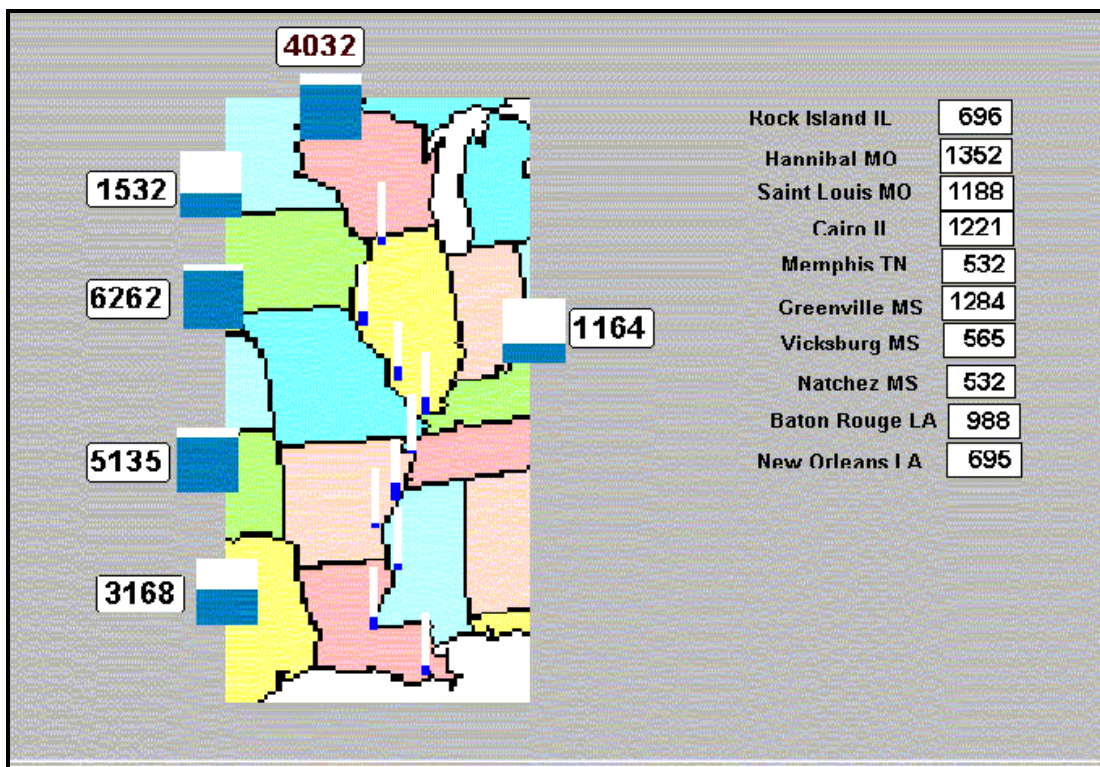 4032
1532
6262
1164
5135
3168
Rock Island IL 696
Hannibal MO 1352
Saint Louis MO 1188
Cairo Il 1221
Memphis TN 532
Greenville MS 1284
Vicksburg MS 565
Natchez MS 532
Baton Rouge LA 988
New Orleans LA 695